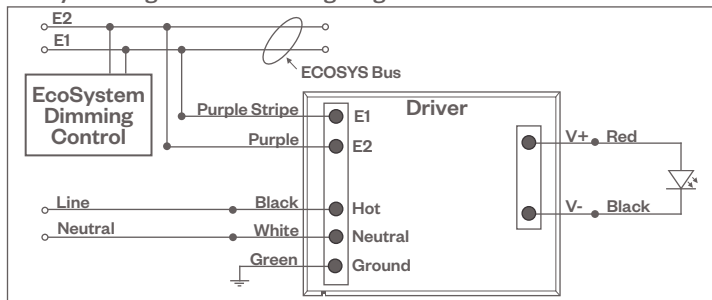 E2
E1
ECOSYS Bus
EcoSystem
Dimming
Control
Driver
Purple Stripe
E1
Purple
E2
V+
Red
Line
Black
Hot
V-
Black
Neutral
White
Neutral
Green
Ground